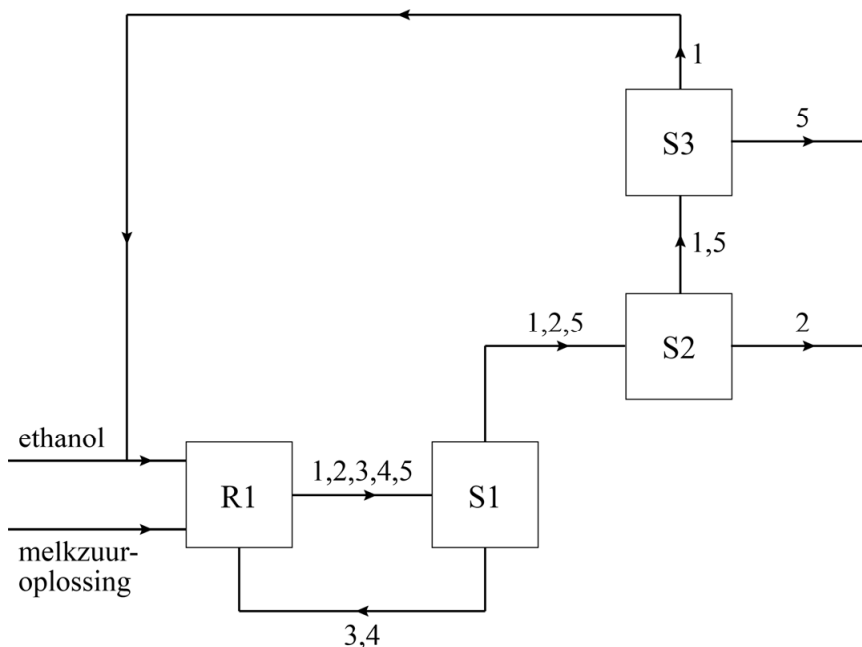 1
S3
5
1,5
1,2,5
S2
2
ethanol
R1
1,2,3,4,5
S1
melkzuur-
oplossing
3,4